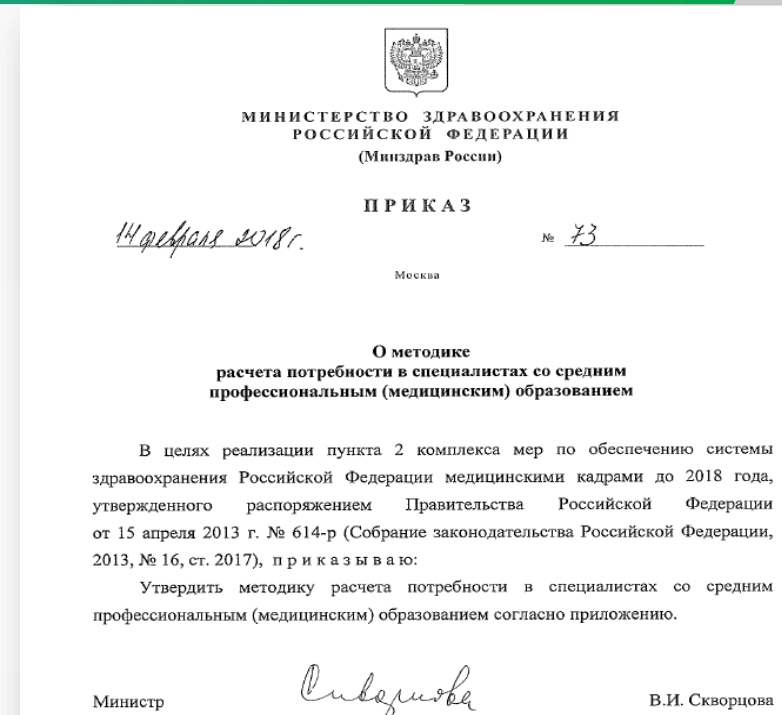 МИНИСТЕРСТВО ЗДРАВООХРАНЕНИЯ
РОССИЙСКОЙ ФЕДЕРАЦИИ
(Минздрав России)
ПРИКАЗ
14 февраля 2018 г. № 73
Москва
О методике
расчета потребности в специалистах со средним
профессиональным (медицинским) образованием
В целях реализации пункта 2 комплекса мер по обеспечению системы
здравоохранения Российской Федерации медицинскими кадрами до 2018 года,
утвержденного распоряжением Правительства Российской Федерации
от 15 апреля 2013 г. № 614-р (Собрание законодательства Российской Федерации,
2013, № 16, ст. 2017), п р и к а з ы в а ю:
Утвердить методику расчета потребности в специалистах со средним
профессиональным (медицинским) образованием согласно приложению.
Министр В.И. Скворцова